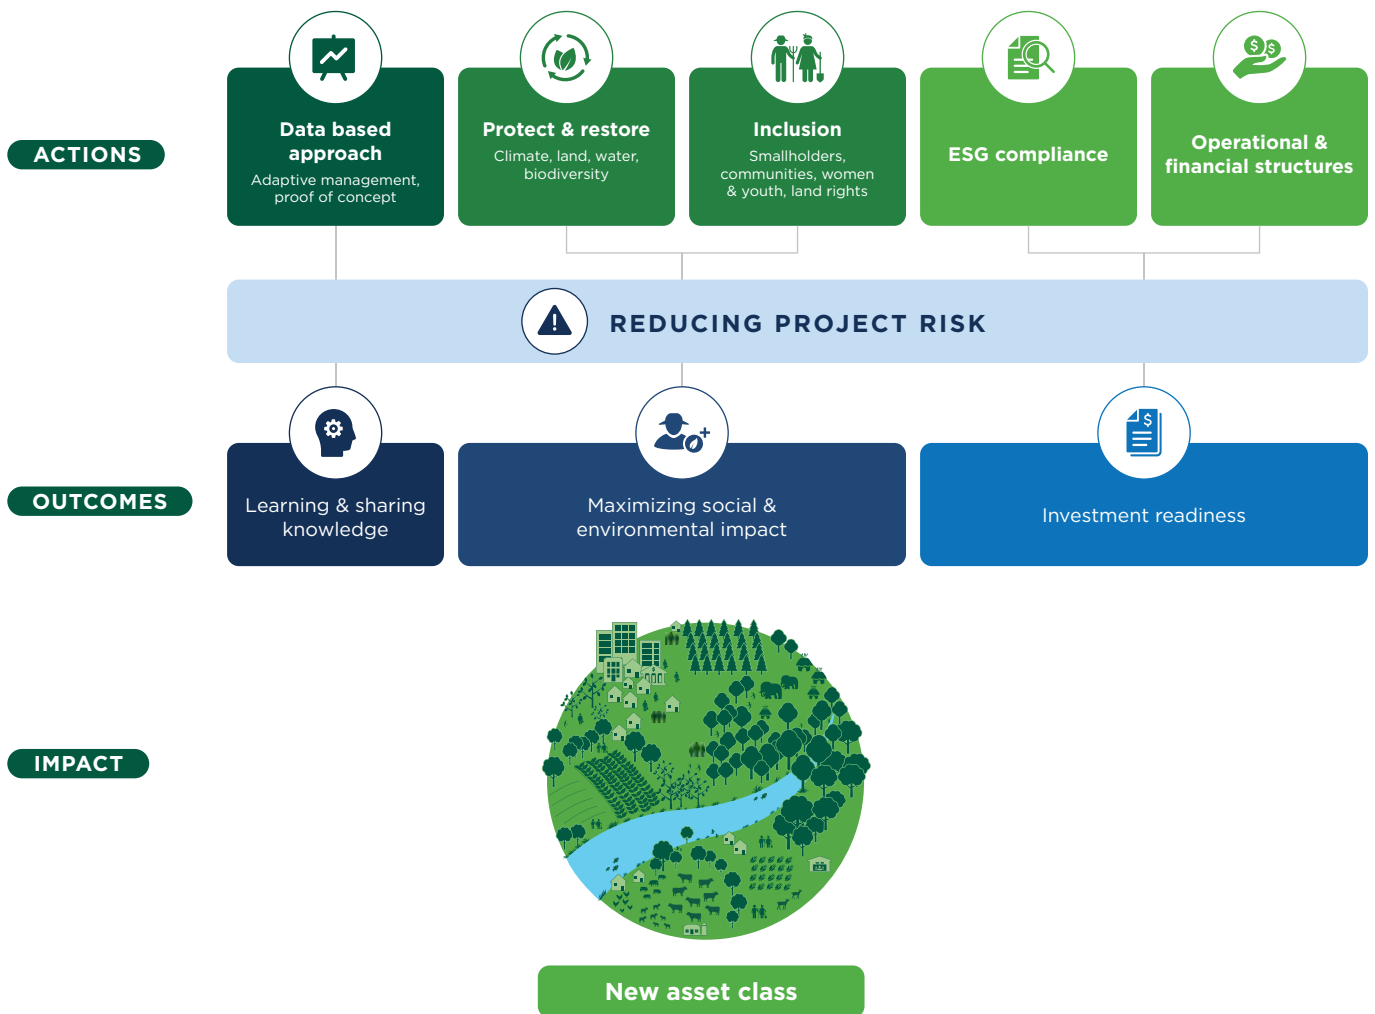 ACTIONS
Data based
approach
Adaptive management,
proof of concept
Protect & restore
Climate, land, water,
biodiversity
Inclusion
Smallholders,
communities, women
& youth, land rights
ESG compliance
$ $
Operational &
financial structures
REDUCING PROJECT RISK
OUTCOMES
Learning & sharing
knowledge
Maximizing social &
environmental impact
$
Investment readiness
IMPACT
New asset class